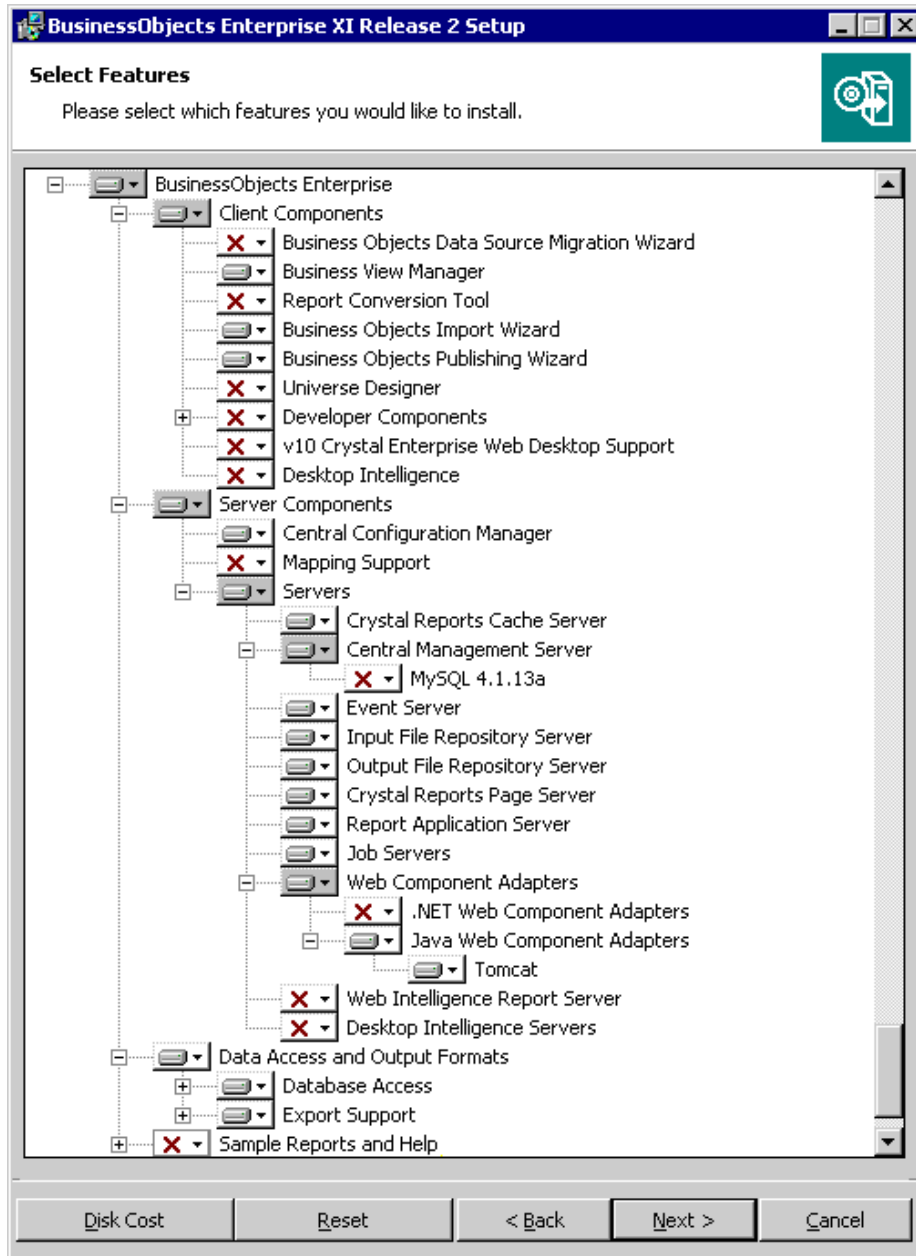 BusinessObjects Enterprise XI Release 2 Setup
Select Features
Please select which features you would like to install.
BusinessObjects Enterprise
Client Components
Business Objects Data Source Migration Wizard
Business View Manager
Report Conversion Tool
Business Objects Import Wizard
Business Objects Publishing Wizard
Universe Designer
Developer Components
v10 Crystal Enterprise Web Desktop Support
Desktop Intelligence
Server Components
Central Configuration Manager
Mapping Support
Servers
Crystal Reports Cache Server
Central Management Server
MySQL 4.1.13a
Event Server
Input File Repository Server
Output File Repository Server
Crystal Reports Page Server
Report Application Server
Job Servers
Web Component Adapters
.NET Web Component Adapters
Java Web Component Adapters
Tomcat
Web Intelligence Report Server
Desktop Intelligence Servers
Data Access and Output Formats
Database Access
Export Support
Sample Reports and Help
Disk Cost Reset < Back Next > Cancel